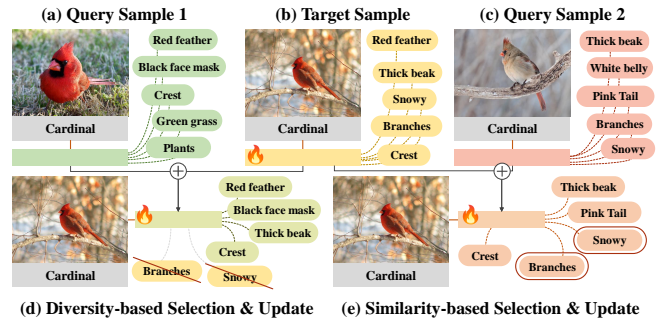 (a) Query Sample 1
(b) Target Sample
(c) Query Sample 2
Red feather
Black face mask
Crest
Green grass
Plants
Cardinal
Red feather
Thick beak
Snowy
Branches
Crest
Cardinal
Thick beak
White belly
Pink Tail
Branches
Snowy
Cardinal
Red feather
Black face mask
Thick beak
Crest
Branches
Snowy
Cardinal
Thick beak
Pink Tail
Snowy
Crest
Branches
Cardinal
(d) Diversity-based Selection & Update
(e) Similarity-based Selection & Update